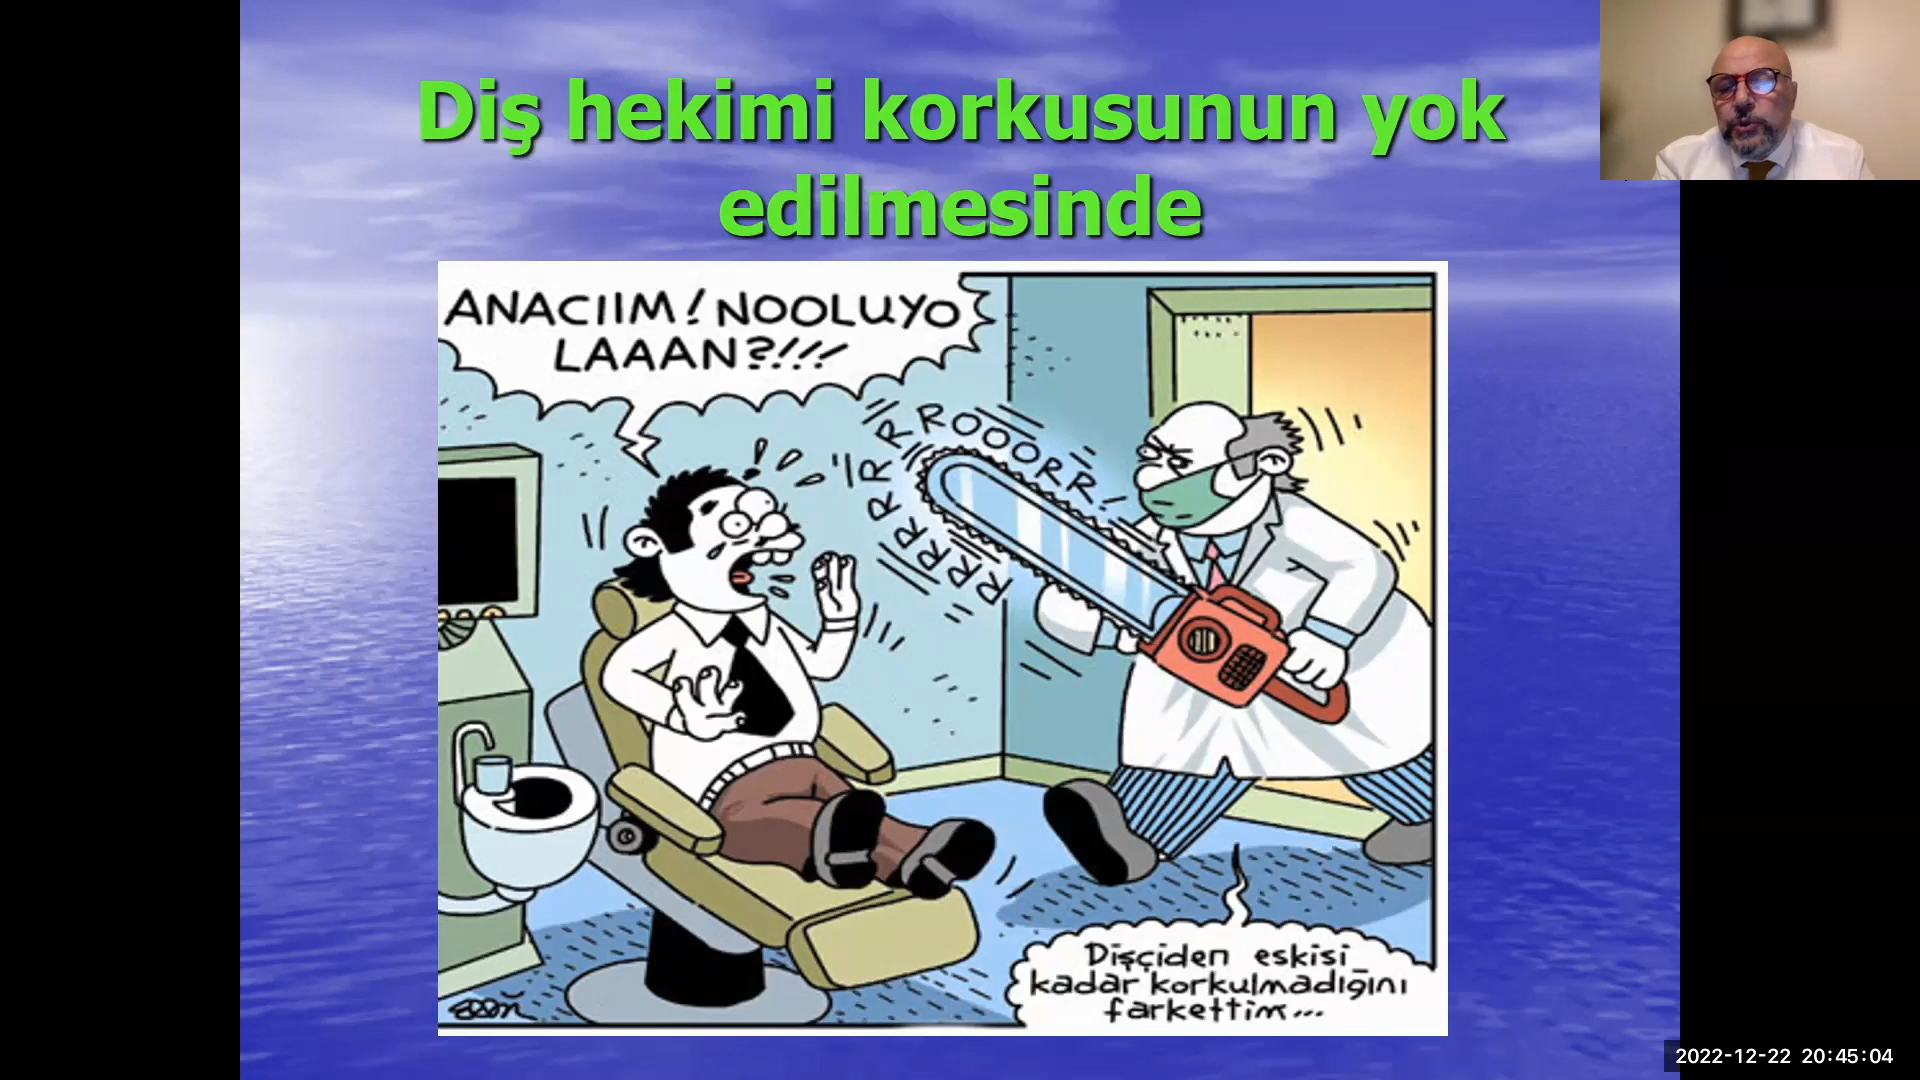 Diş hekimi korkusunun yok
edilmesinde
ANACIIM! NOOLUYO
LAAAN?!!!
RRRRRRRROOOORR!
Dişçiden eskisi
kadar korkulmadığını
farkettim...
2022-12-22 20:45:04